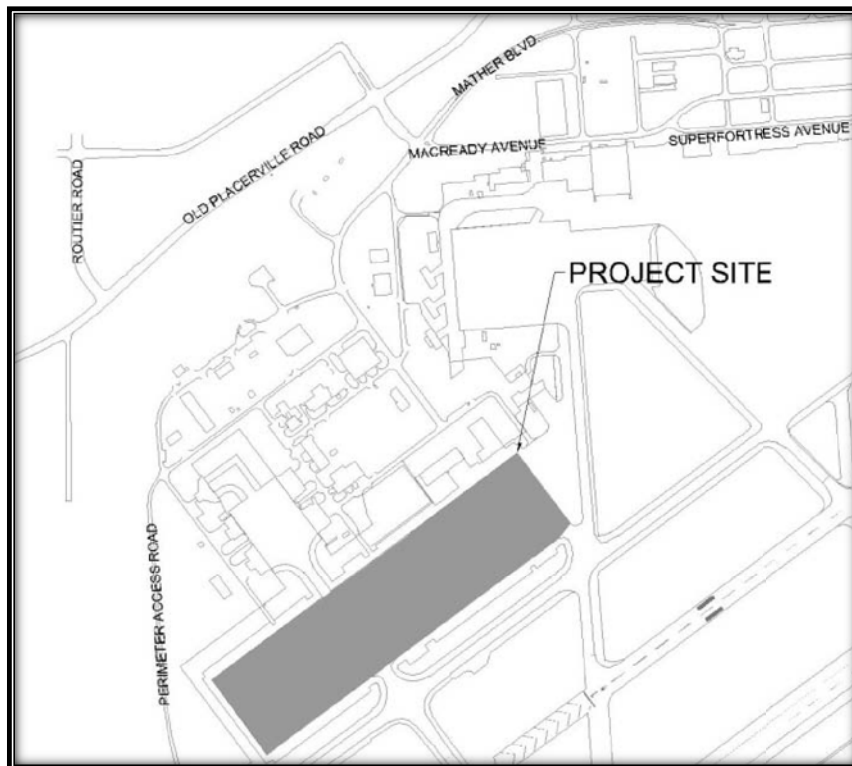 MATHER BLVD
OLD PLACERVILLE ROAD
MACREADY AVENUE
SUPERFORTRESS AVENUE
ROUTIER ROAD
PROJECT SITE
PERIMETER ACCESS ROAD